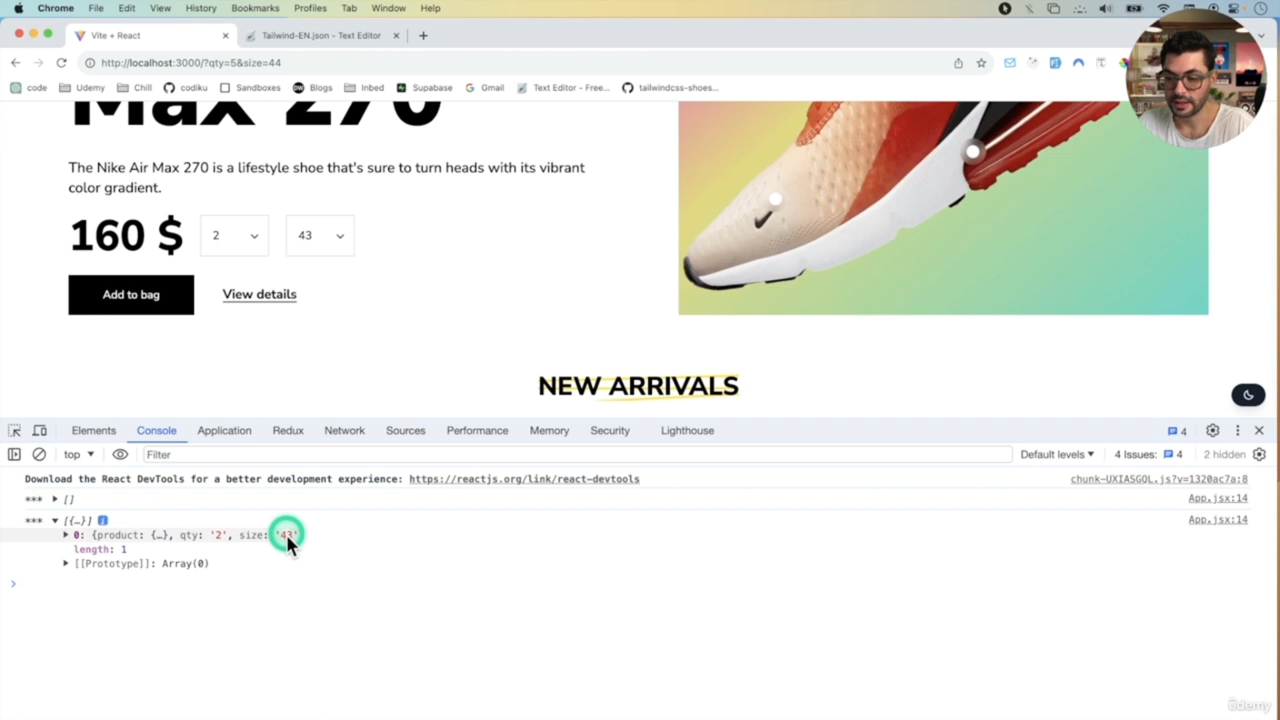 Chrome File Edit View History Bookmarks Profiles Tab Window Help
Vite + React
Tailwind-EN.json - Text Editor
http://localhost:3000/?qty=5&size=44
code Udemy Chill codiku Sandboxes Blogs Inbed Supabase Gmail Text Editor - Free... tailwindcss-shoes...
Max 270
The Nike Air Max 270 is a lifestyle shoe that's sure to turn heads with its vibrant
color gradient.
160 $ 2 43
Add to bag View details
NEW ARRIVALS
Elements Console Application Redux Network Sources Performance Memory Security Lighthouse 4
top Filter Default levels 4 Issues: 4 2 hidden
Download the React DevTools for a better development experience: https://reactjs.org/link/react-devtools chunk-UXIASGQL.js?v=1320ac7a:8
*** [] App.jsx:14
*** [{…}] i App.jsx:14
0: {product: {…}, qty: '2', size: '43'
length: 1
[[Prototype]]: Array(0)
ûdemy